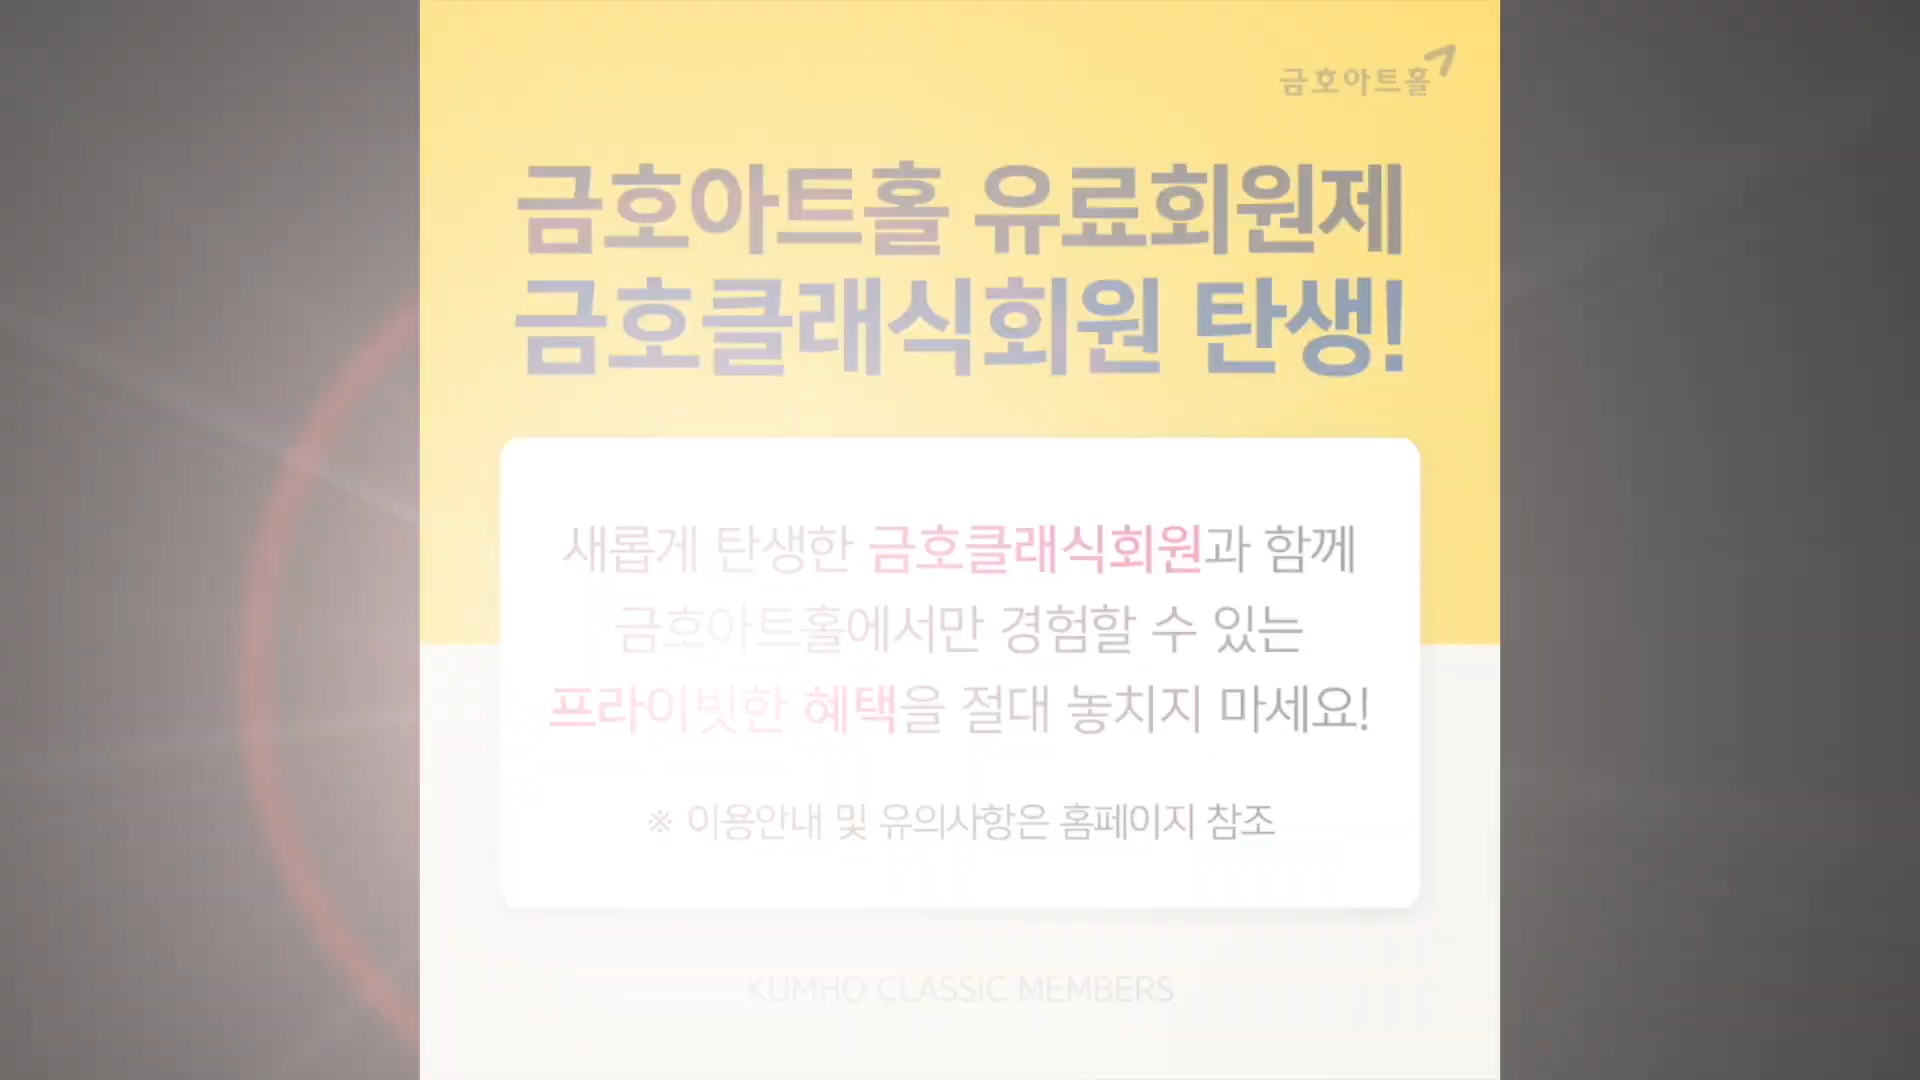 금호아트홀
금호아트홀 유료회원제
금호클래식회원 탄생!
새롭게 탄생한 금호클래식회원과 함께
금호아트홀에서만 경험할 수 있는
프라이빗한 혜택을 절대 놓치지 마세요!
※ 이용안내 및 유의사항은 홈페이지 참조
KUMHO CLASSIC MEMBERS